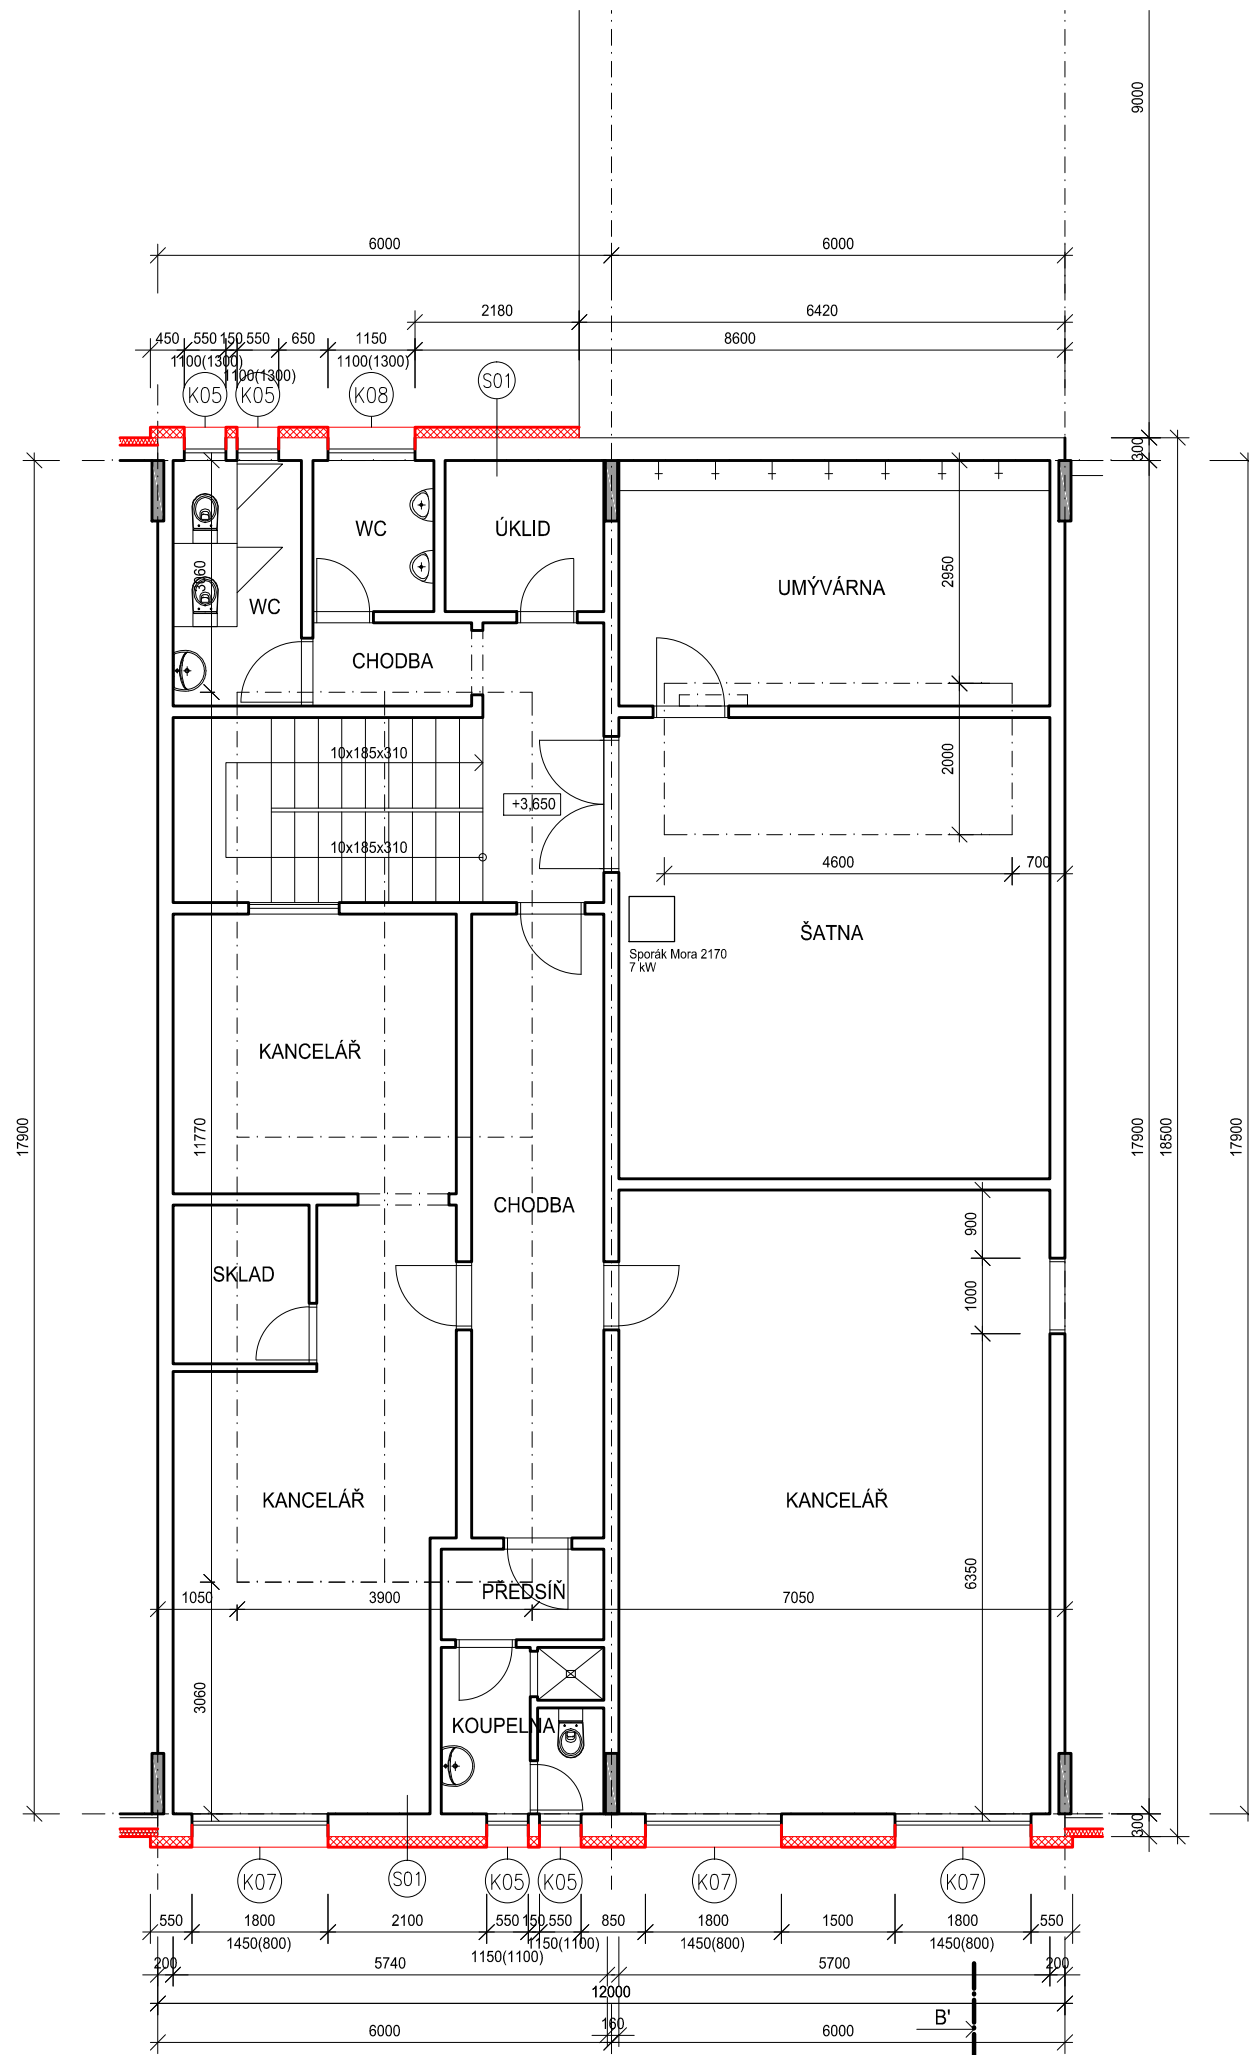 9000
6000
6000
2180
6420
450
550
150
550
650
1150
8600
1100(1300)
1100(1300)
1100(1300)
K05
K05
K08
S01
300
WC
ÚKLID
UMÝVÁRNA
2950
3060
WC
CHODBA
2000
10x185x310
+3,650
10x185x310
4600
700
ŠATNA
Sporák Mora 2170
7 kW
KANCELÁŘ
17900
11770
17900
18500
17900
CHODBA
900
SKLAD
1000
KANCELÁŘ
KANCELÁŘ
6350
PŘEDSÍŇ
1050
3900
7050
3060
KOUPELNA
300
K07
S01
K05
K05
K07
K07
550
1800
2100
550
150
550
850
1800
1500
1800
550
1450(800)
1150(1100)
1150(1100)
1450(800)
1450(800)
200
5740
5700
200
12000
6000
160
6000
B'